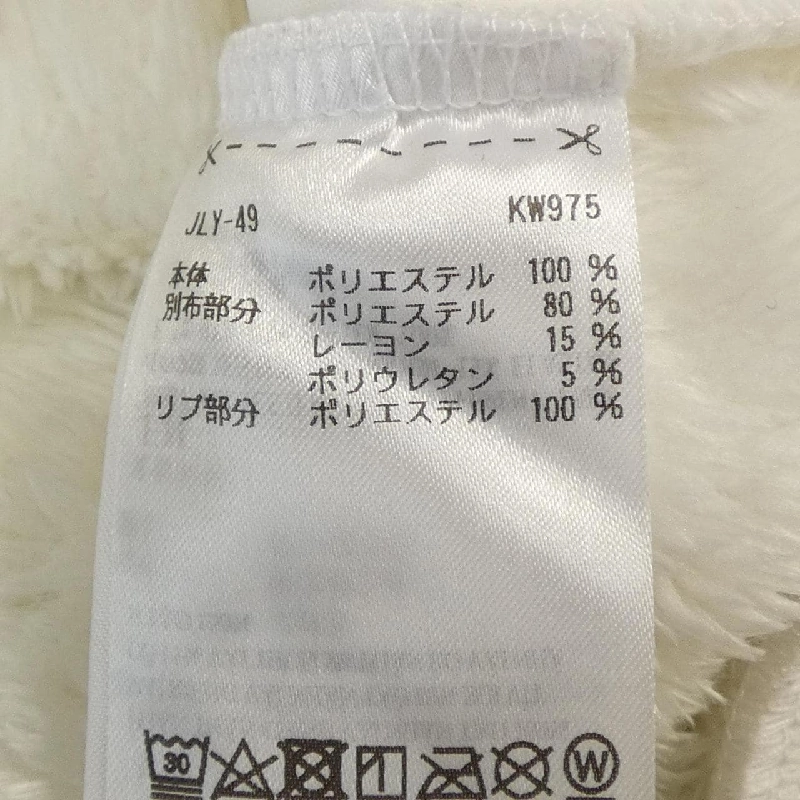 JLY-49 KW975
本体 ポリエステル 100 %
別布部分 ポリエステル 80 %
レーヨン 15 %
ポリウレタン 5 %
リブ部分 ポリエステル 100 %
30 W